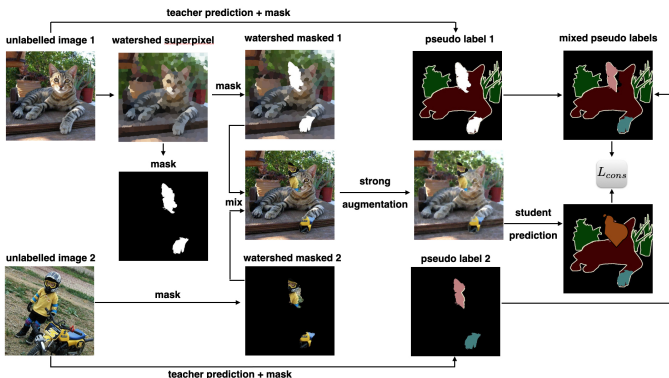 teacher prediction + mask
unlabelled image 1
watershed superpixel
watershed masked 1
pseudo label 1
mixed pseudo labels
mask
mask
L_cons
strong
augmentation
mix
student
prediction
unlabelled image 2
watershed masked 2
pseudo label 2
mask
teacher prediction + mask